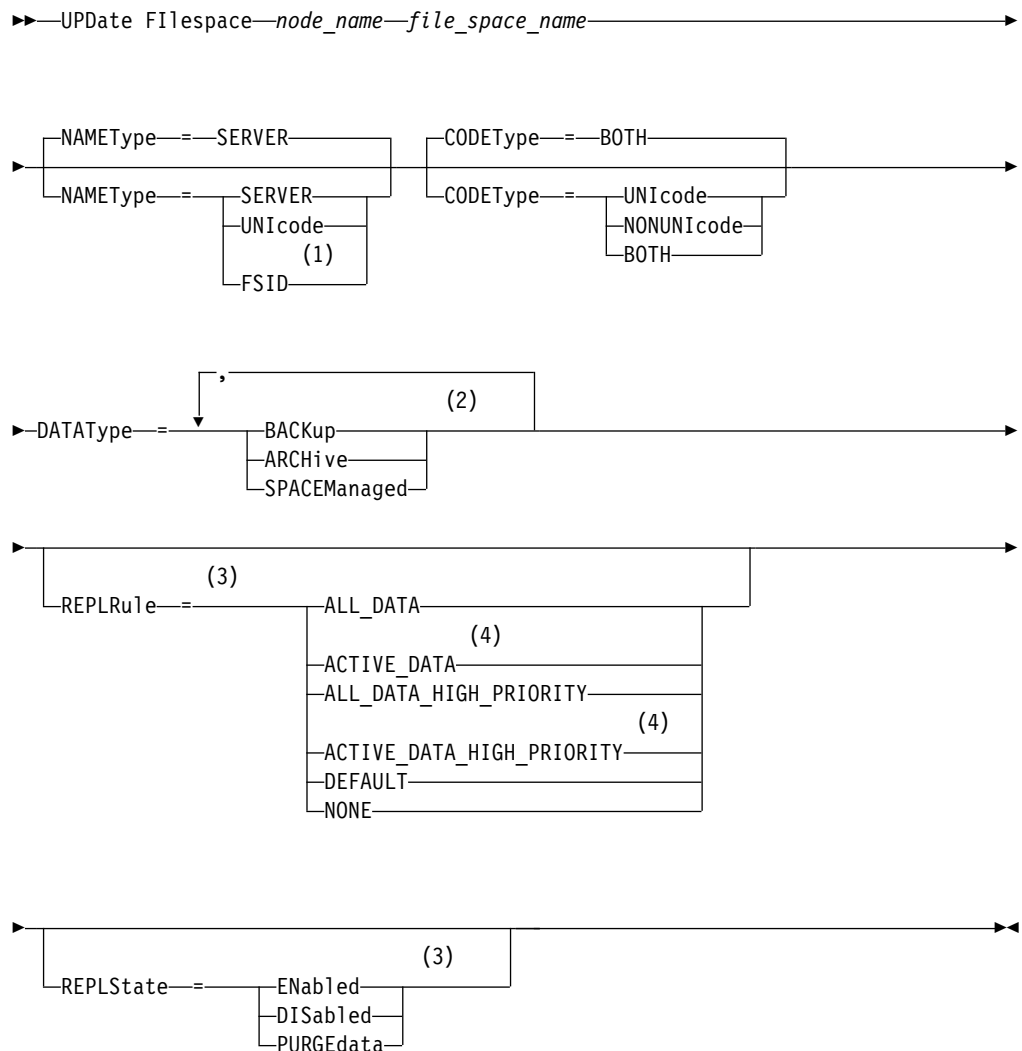 UPDate FIlespace node_name file_space_name
NAMEType = SERVER
CODEType = BOTH
NAMEType = SERVER
UNIcode
(1)
FSID
CODEType = UNIcode
NONUNIcode
BOTH
,
(2)
DATAType = BACKup
ARCHive
SPACEManaged
(3)
REPLRule = ALL_DATA
(4)
ACTIVE_DATA
ALL_DATA_HIGH_PRIORITY
(4)
ACTIVE_DATA_HIGH_PRIORITY
DEFAULT
NONE
(3)
REPLState = ENabled
DISabled
PURGEdata